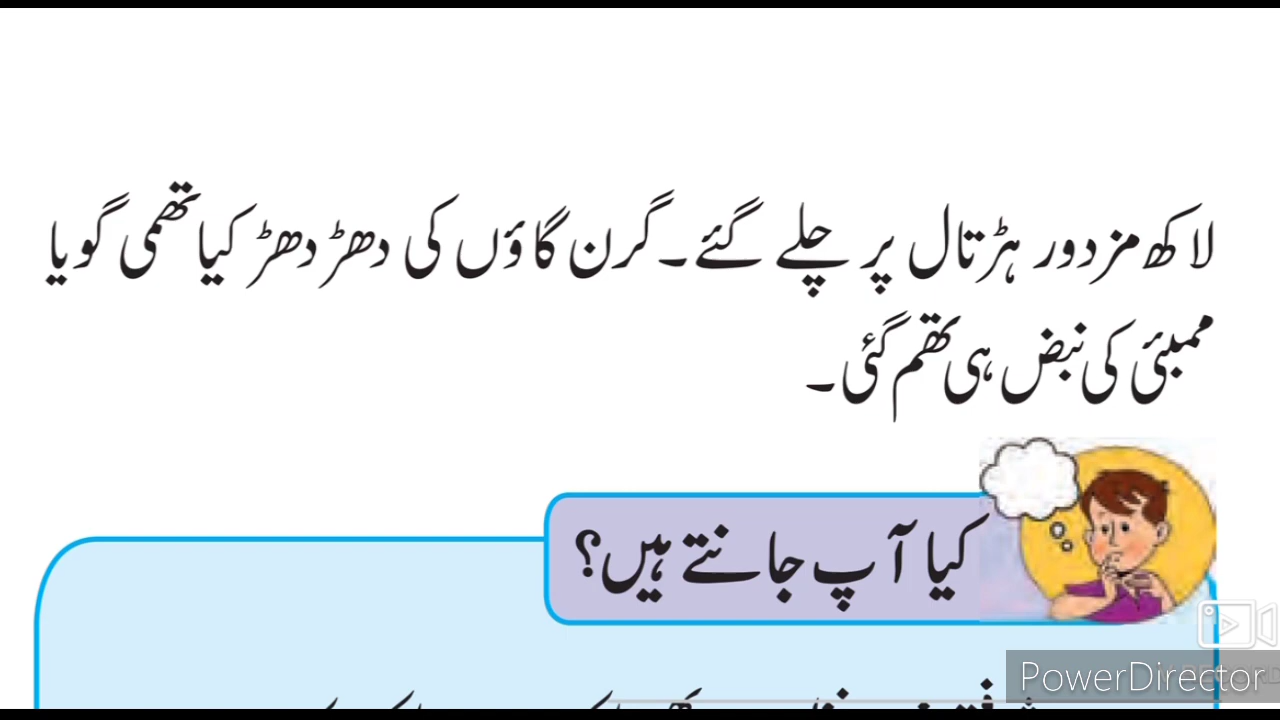 لاکھ مزدور ہڑتال پر چلے گئے۔ گرن گاؤں کی دھڑ دھڑ کیا تھمی گویا
ممبئی کی نبض ہی تھم گئی۔
کیا آپ جانتے ہیں؟
PowerDirector